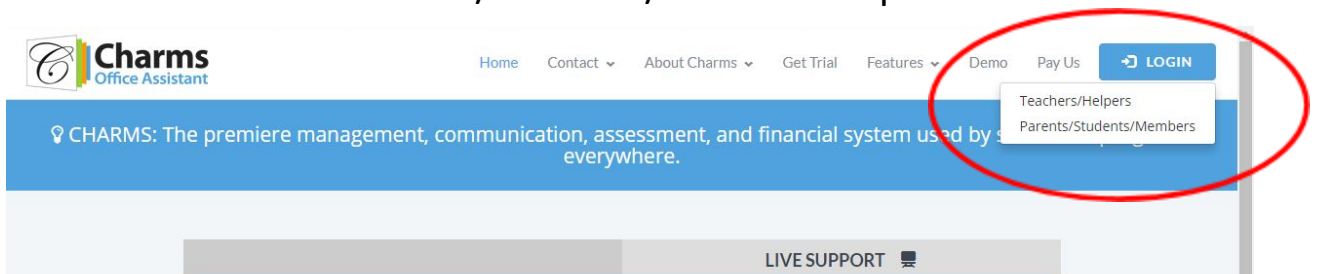 Charms
Office Assistant
Home Contact About Charms Get Trial Features Demo Pay Us LOGIN
Teachers/Helpers
Parents/Students/Members
CHARMS: The premiere management, communication, assessment, and financial system used by
everywhere.
LIVE SUPPORT